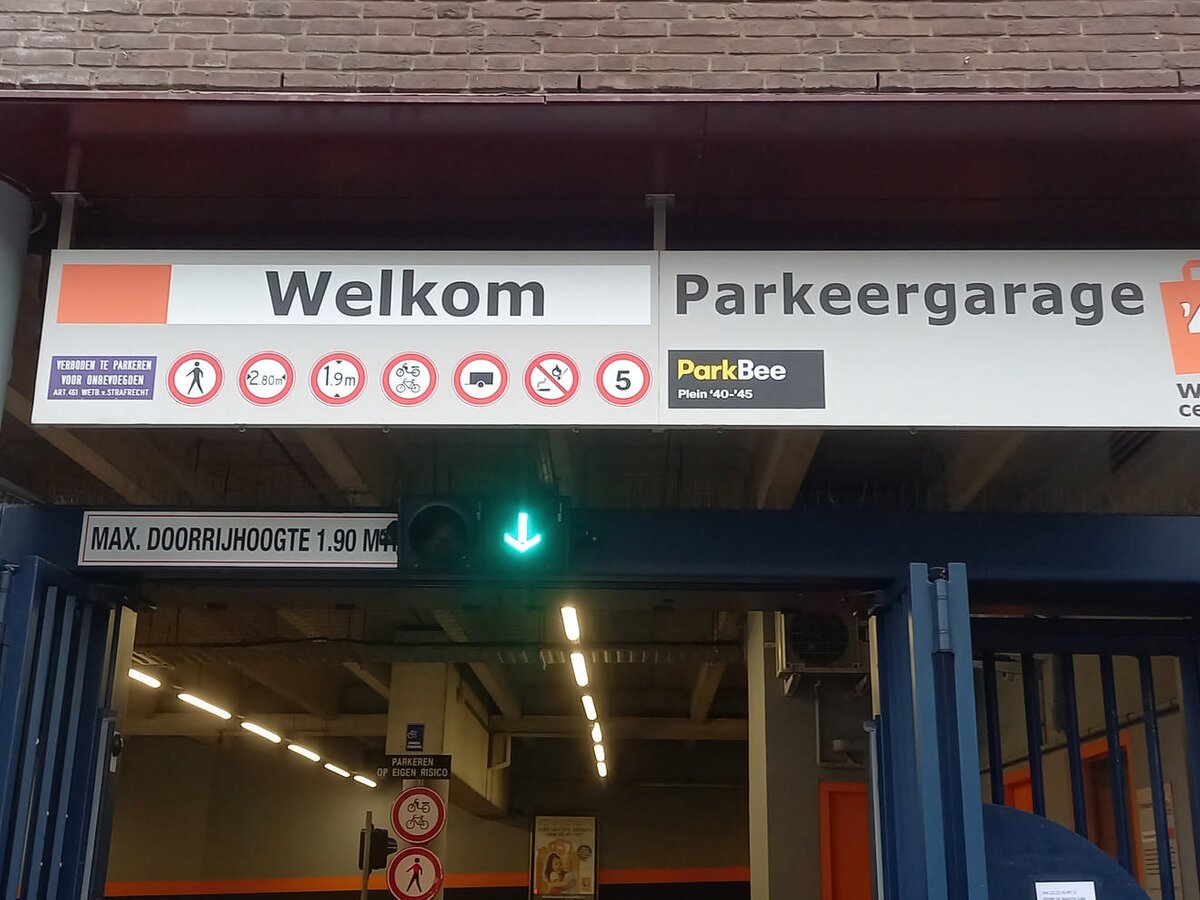 Welkom
Parkeergarage
VERBODEN TE PARKEREN
VOOR ONBEVOEGDEN
ART. 461 WETB.v.STRAFRECHT
2.80m
1.9m
5
ParkBee
Plein '40-'45
MAX. DOORRIJHOOGTE 1.90
PARKEREN
OP EIGEN RISICO